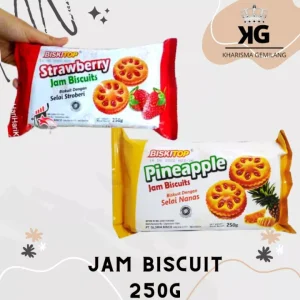 KG
KHARISMA GEMILANG
BISKITOP
Strawberry
Jam Biscuits
Biskuit Dengan
Selai Stroberi
250g
BISKITOP
Pineapple
Jam Biscuits
Biskuit Dengan
Selai Nanas
250g
JAM BISCUIT
250G